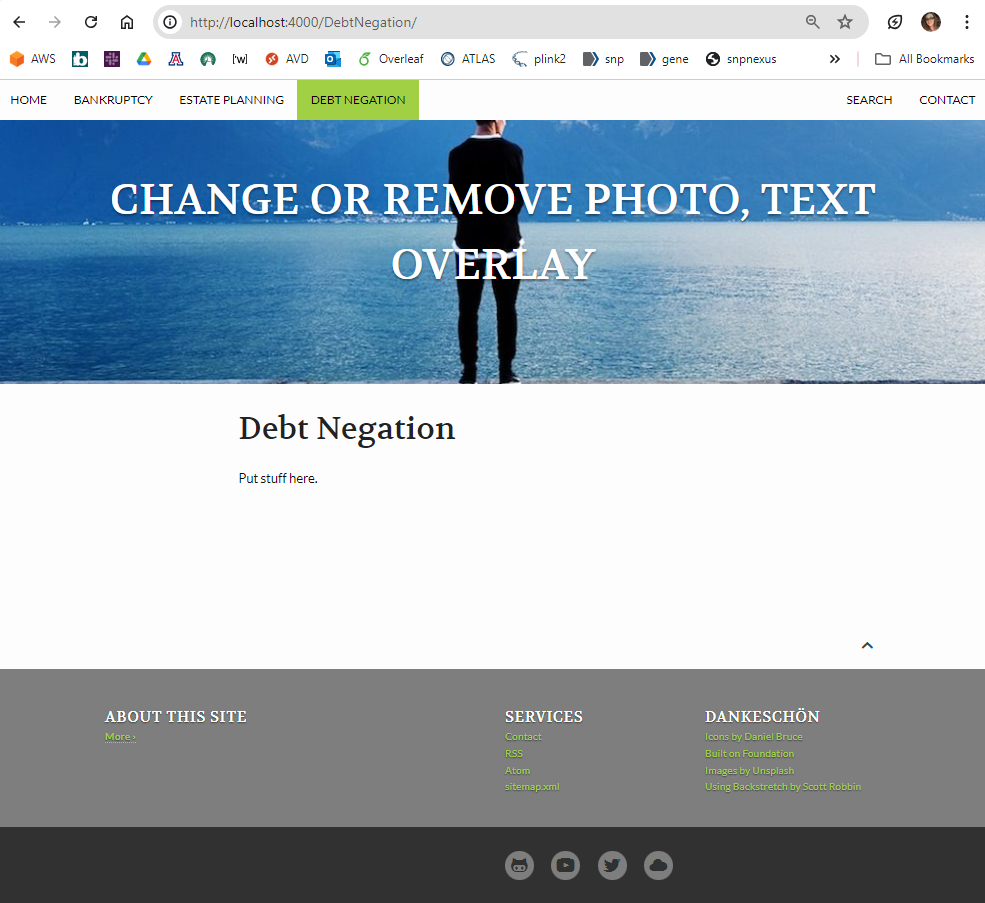 http://localhost:4000/DebtNegation/
AWS [w] AVD Overleaf ATLAS plink2 snp gene snpnexus » All Bookmarks
HOME BANKRUPTCY ESTATE PLANNING DEBT NEGATION SEARCH CONTACT
CHANGE OR REMOVE PHOTO, TEXT
OVERLAY
Debt Negation
Put stuff here.
ABOUT THIS SITE
More ›
SERVICES
Contact
RSS
Atom
sitemap.xml
DANKESCHÖN
Icons by Daniel Bruce
Built on Foundation
Images by Unsplash
Using Backstretch by Scott Robbin